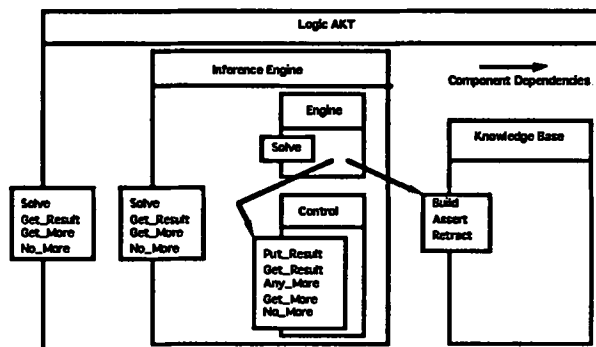 Logic AKT
Inference Engine
Component Dependencies
Engine
Knowledge Base
Solve
Solve
Get_Result
Get_More
No_More
Solve
Get_Result
Get_More
No_More
Control
Build
Assert
Retract
Put_Result
Get_Result
Any_More
Get_More
No_More